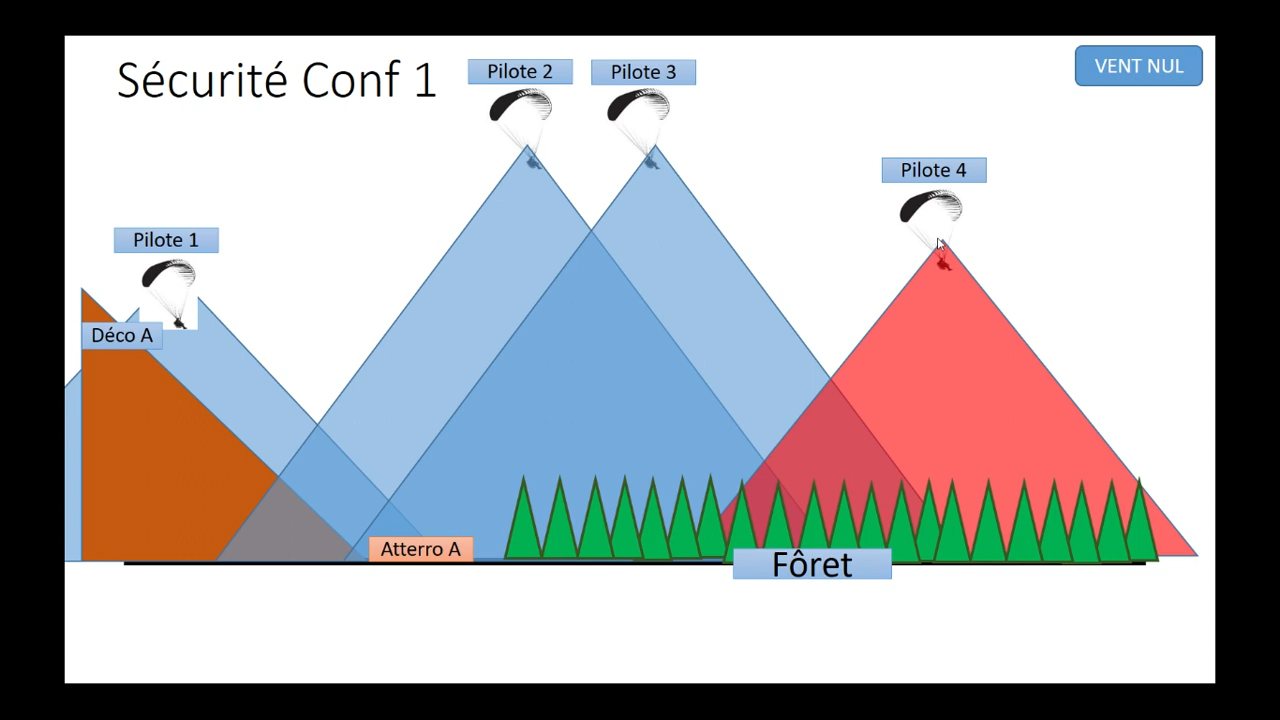 Sécurité Conf 1
Pilote 2
Pilote 3
VENT NUL
Pilote 4
Pilote 1
Déco A
Atterro A
Fôret